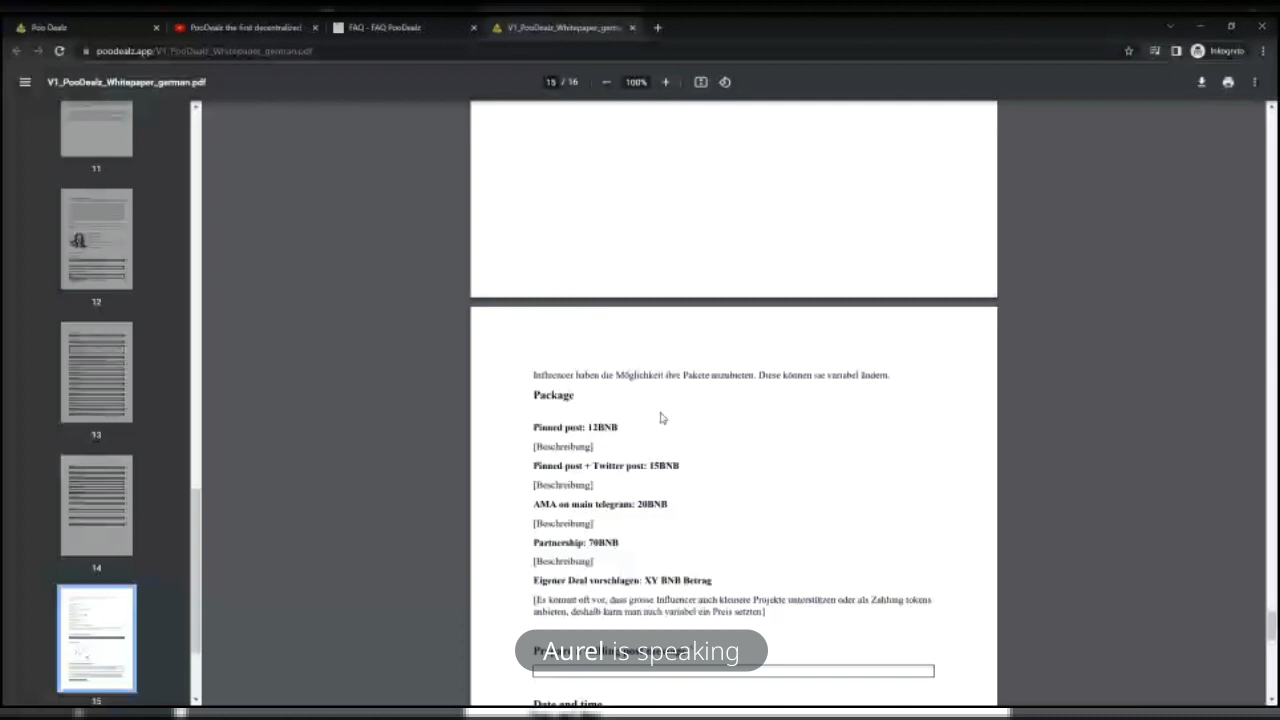 Poo Dealz
PooDealz the first decentralized
FAQ - FAQ PooDealz
V1_PooDealz_Whitepaper_germ
poodealz.app/V1_PooDealz_Whitepaper_german.pdf
Inkognito
V1_PooDealz_Whitepaper_german.pdf
15 / 16
100%
11
12
13
14
15
Influencer haben die Möglichkeit ihre Pakete anzubieten. Diese können sie variabel ändern.
Package
Pinned post: 12BNB
[Beschreibung]
Pinned post + Twitter post: 15BNB
[Beschreibung]
AMA on main telegram: 20BNB
[Beschreibung]
Partnership: 70BNB
[Beschreibung]
Eigener Deal vorschlagen: XY BNB Betrag
[Es kommt oft vor, dass grosse Influencer auch kleinere Projekte unterstützen oder als Zahlung tokens
anbieten, deshalb kann man auch variabel ein Preis setzten]
Aurel is speaking
Date and time